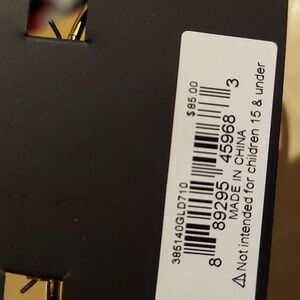 $ 85.00
385140GLD710
8 89295 45968 3
MADE IN CHINA
⚠ Not intended for children 15 & under